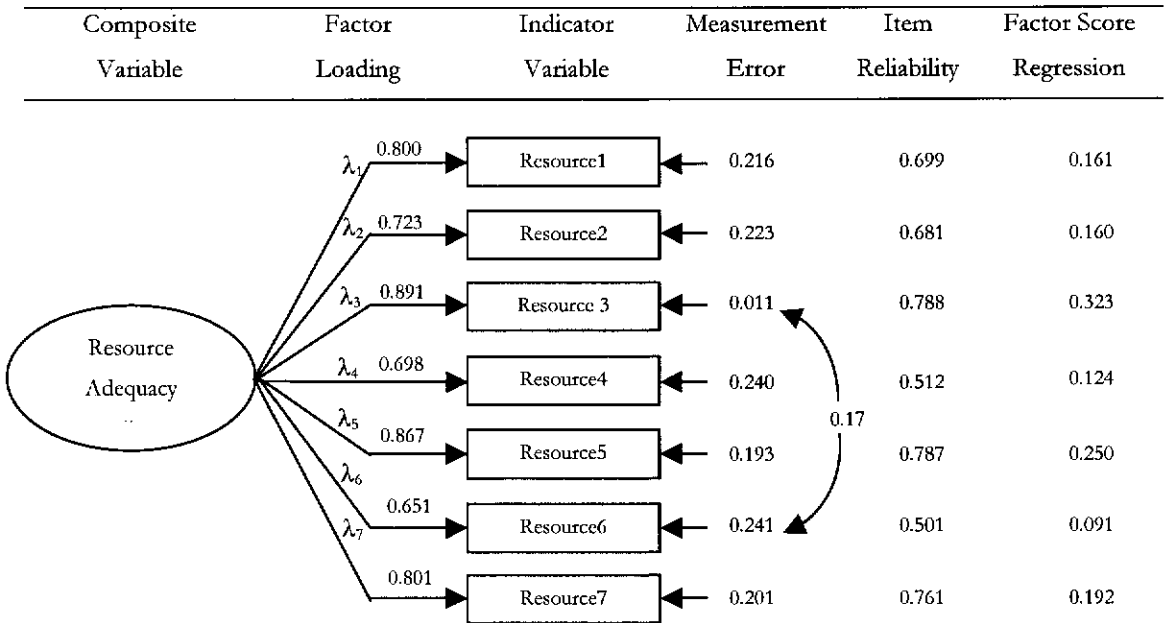 Composite Factor Indicator Measurement Item Factor Score
Variable Loading Variable Error Reliability Regression
λ1 0.800 Resource1 0.216 0.699 0.161
λ2 0.723 Resource2 0.223 0.681 0.160
λ3 0.891 Resource 3 0.011 0.788 0.323
Resource
Adequacy
λ4 0.698 Resource4 0.240 0.512 0.124
0.17
λ5 0.867 Resource5 0.193 0.787 0.250
λ6 0.651 Resource6 0.241 0.501 0.091
λ7 0.801 Resource7 0.201 0.761 0.192